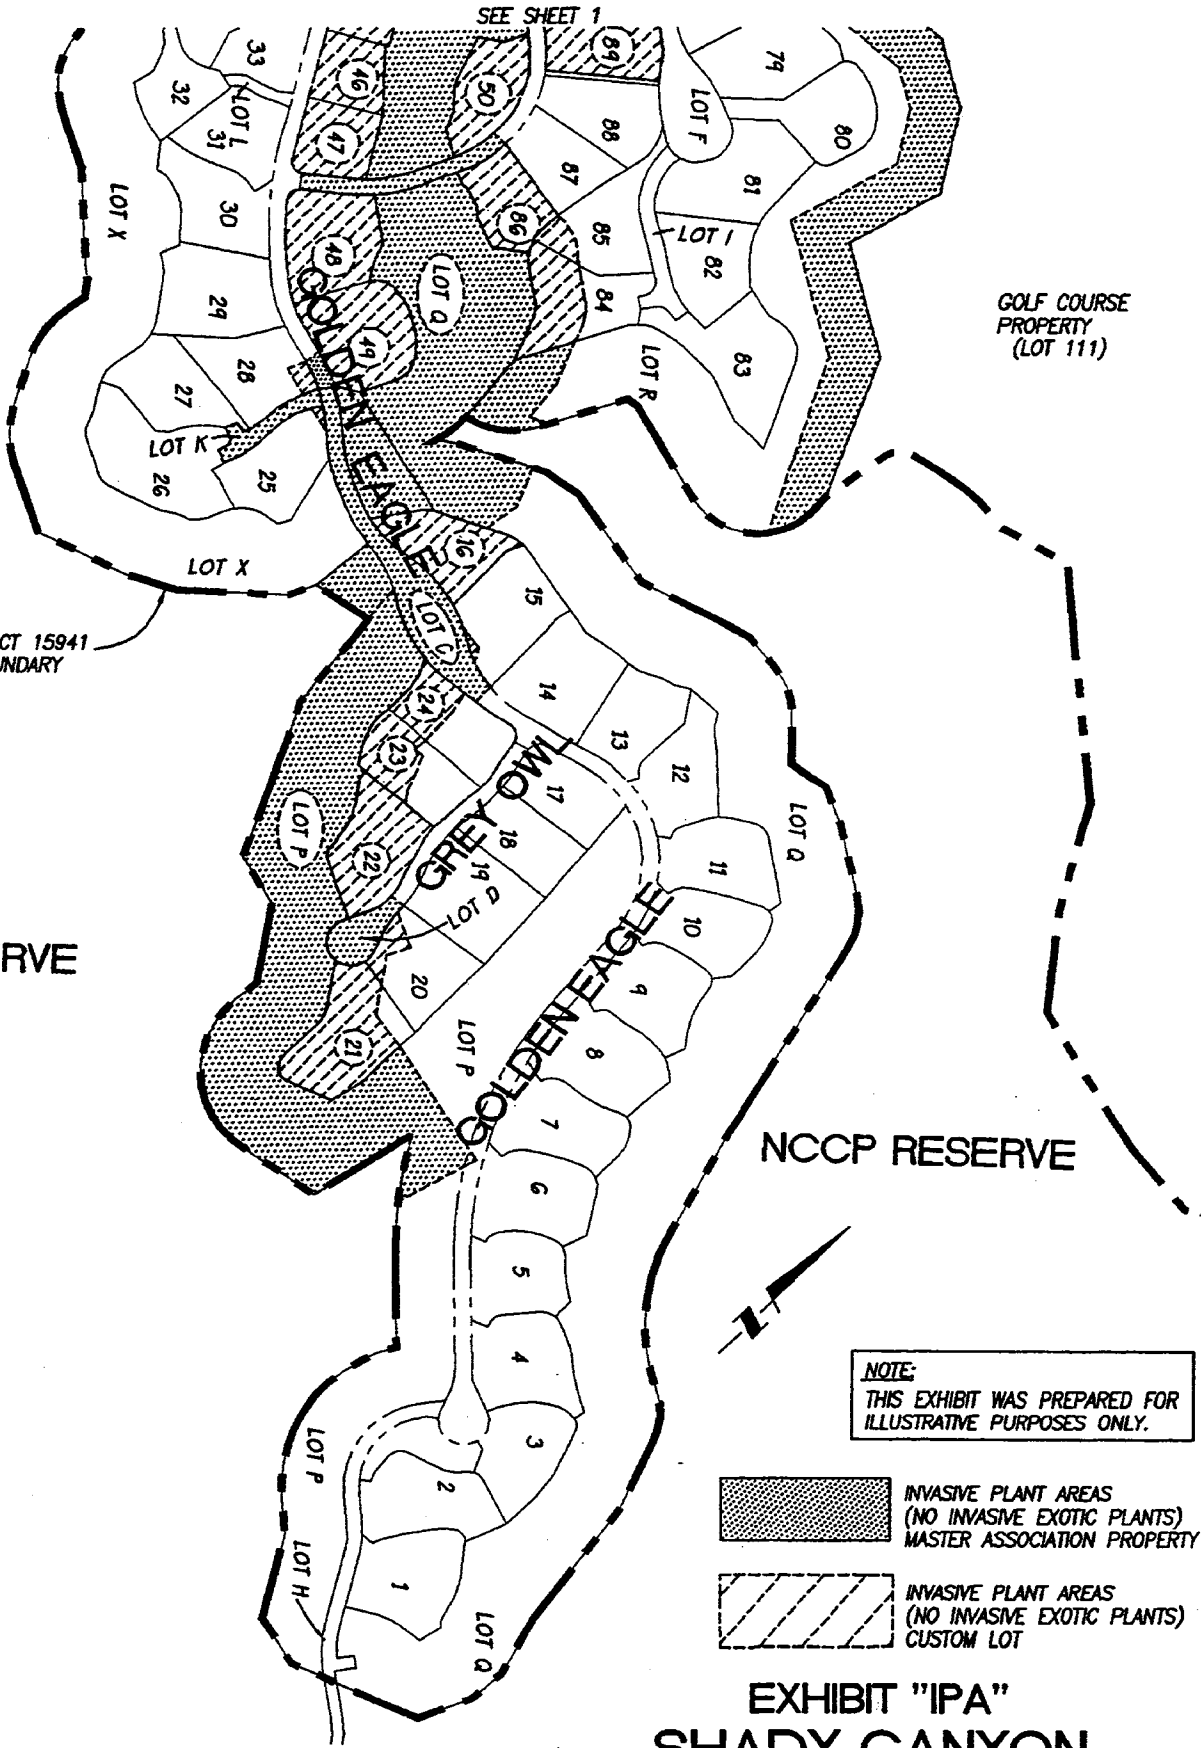 SEE SHEET 1
33
46
50
89
79
32
LOT L
31
47
88
LOT F
80
87
81
LOT X
30
86
85
LOT I
82
48
LOT Q
84
29
49
83
GOLF COURSE
PROPERTY
(LOT 111)
LOT R
28
27
LOT K
26
25
GOLDEN EAGLE
16
LOT X
15
CT 15941
NDARY
LOT C
14
24
13
23
12
GREY OWL
17
LOT P
18
LOT Q
22
19
11
LOT D
10
RVE
20
9
21
LOT P
8
GOLDEN EAGLE
7
NCCP RESERVE
6
5
N
4
NOTE:
THIS EXHIBIT WAS PREPARED FOR
ILLUSTRATIVE PURPOSES ONLY.
3
LOT P
2
INVASIVE PLANT AREAS
(NO INVASIVE EXOTIC PLANTS)
MASTER ASSOCIATION PROPERTY
LOT H
1
LOT Q
INVASIVE PLANT AREAS
(NO INVASIVE EXOTIC PLANTS)
CUSTOM LOT
EXHIBIT "IPA"
SHADY CANYON